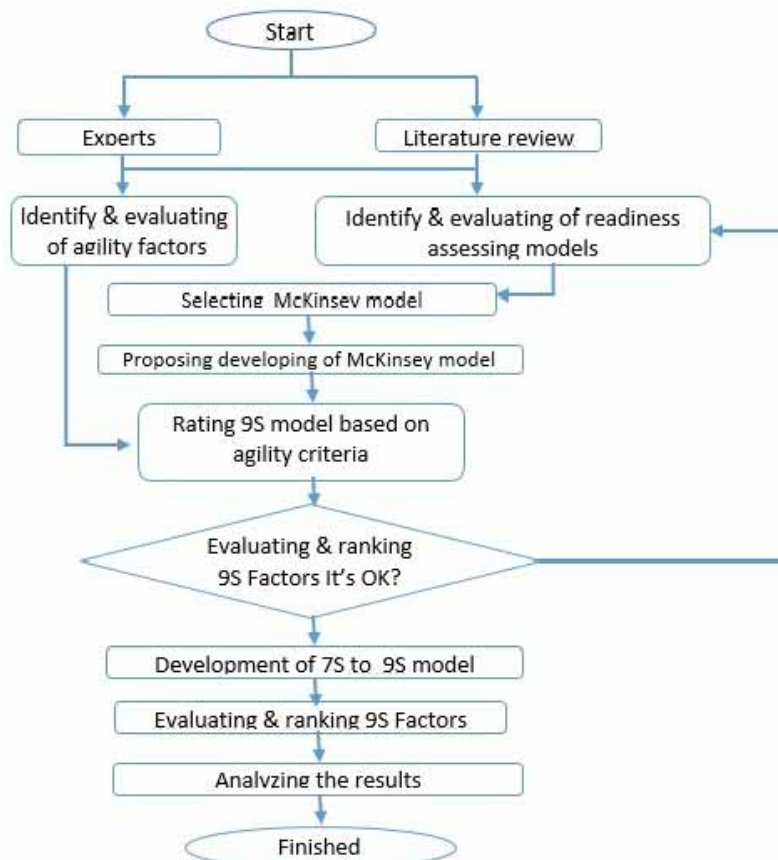 Start
Experts
Literature review
Identify & evaluating
of agility factors
Identify & evaluating of readiness
assessing models
Selecting McKinsey model
Proposing developing of McKinsey model
Rating 9S model based on
agility criteria
Evaluating & ranking
9S Factors It's OK?
Development of 7S to 9S model
Evaluating & ranking 9S Factors
Analyzing the results
Finished